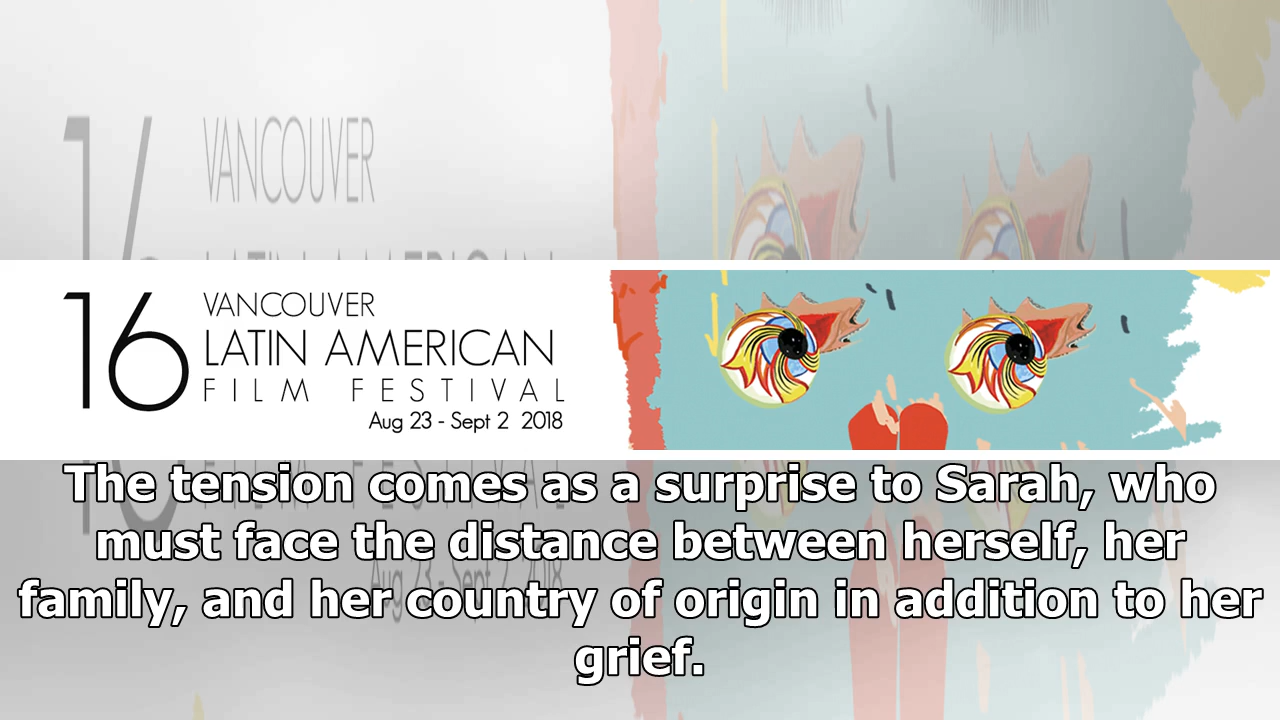 VANCOUVER
16
VANCOUVER
LATIN AMERICAN
FILM FESTIVAL
Aug 23 - Sept 2 2018
The tension comes as a surprise to Sarah, who
must face the distance between herself, her
family, and her country of origin in addition to her
grief.